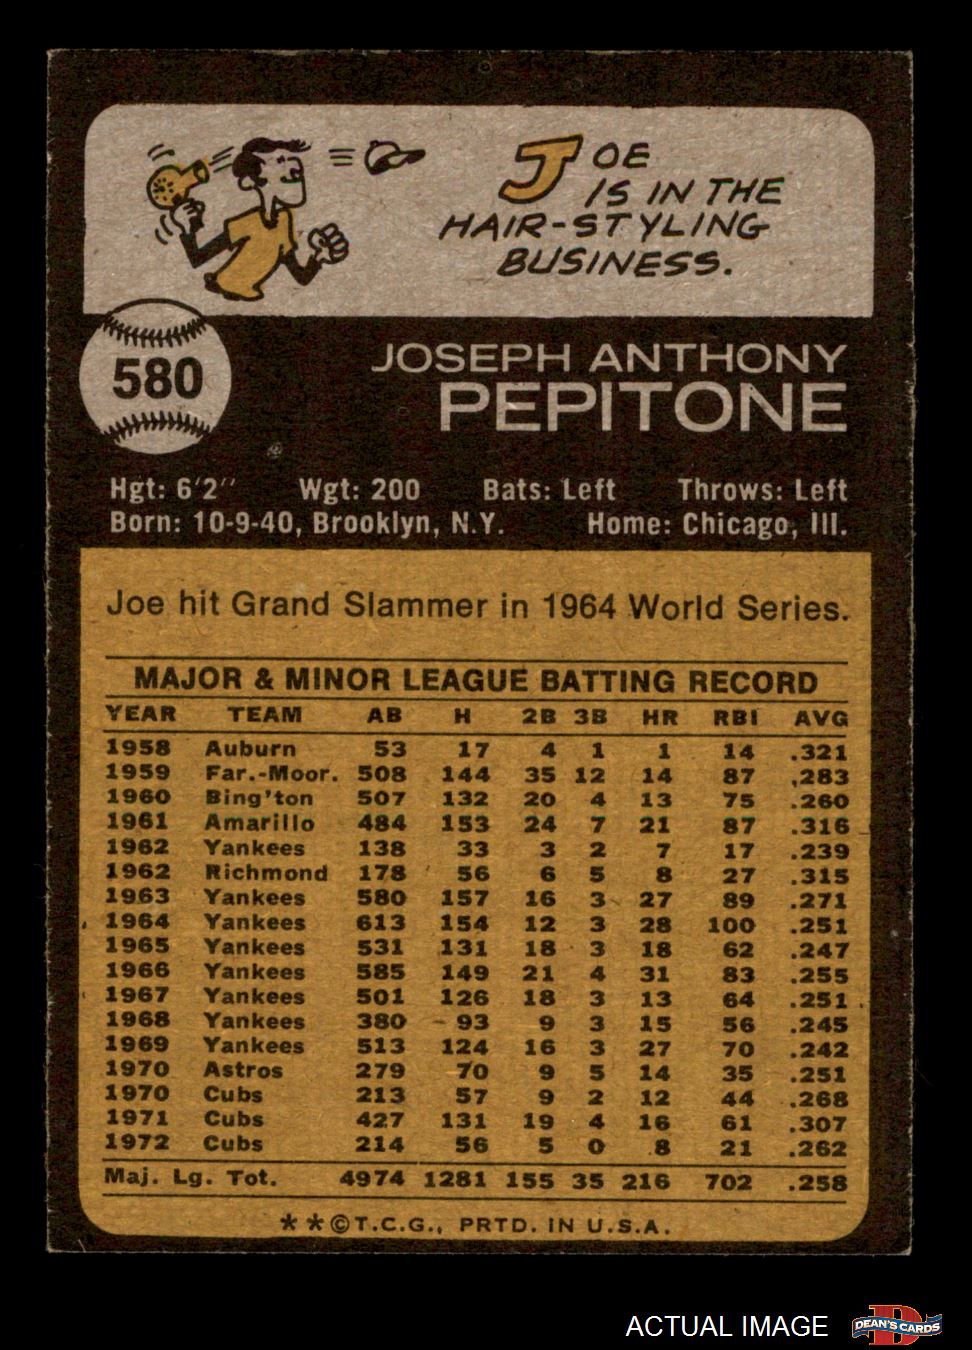 JOE
IS IN THE
HAIR-STYLING
BUSINESS.
580
JOSEPH ANTHONY
PEPITONE
Hgt: 6'2" Wgt: 200 Bats: Left Throws: Left
Born: 10-9-40, Brooklyn, N.Y. Home: Chicago, Ill.
Joe hit Grand Slammer in 1964 World Series.
MAJOR & MINOR LEAGUE BATTING RECORD
YEAR TEAM AB H 2B 3B HR RBI AVG
1958 Auburn 53 17 4 1 1 14 .321
1959 Far.-Moor. 508 144 35 12 14 87 .283
1960 Bing'ton 507 132 20 4 13 75 .260
1961 Amarillo 484 153 24 7 21 87 .316
1962 Yankees 138 33 3 2 7 17 .239
1962 Richmond 178 56 6 5 8 27 .315
1963 Yankees 580 157 16 3 27 89 .271
1964 Yankees 613 154 12 3 28 100 .251
1965 Yankees 531 131 18 3 18 62 .247
1966 Yankees 585 149 21 4 31 83 .255
1967 Yankees 501 126 18 3 13 64 .251
1968 Yankees 380 93 9 3 15 56 .245
1969 Yankees 513 124 16 3 27 70 .242
1970 Astros 279 70 9 5 14 35 .251
1970 Cubs 213 57 9 2 12 44 .268
1971 Cubs 427 131 19 4 16 61 .307
1972 Cubs 214 56 5 0 8 21 .262
Maj. Lg. Tot. 4974 1281 155 35 216 702 .258
**©T.C.G., PRTD. IN U.S.A.
ACTUAL IMAGE
D
DEAN'S CARDS